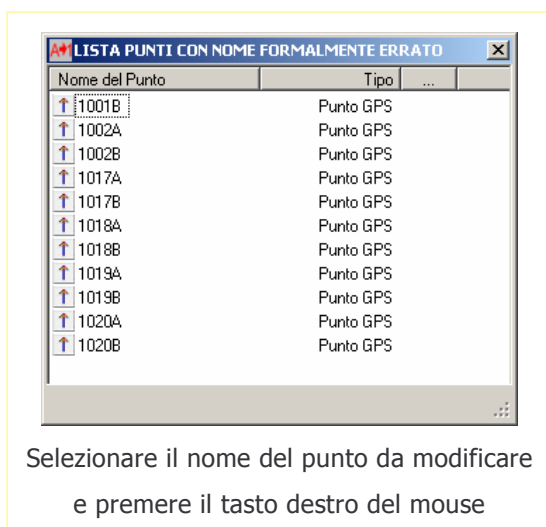 LISTA PUNTI CON NOME FORMALMENTE ERRATO
Nome del Punto Tipo ...
1001B Punto GPS
1002A Punto GPS
1002B Punto GPS
1017A Punto GPS
1017B Punto GPS
1018A Punto GPS
1018B Punto GPS
1019A Punto GPS
1019B Punto GPS
1020A Punto GPS
1020B Punto GPS
Selezionare il nome del punto da modificare
e premere il tasto destro del mouse